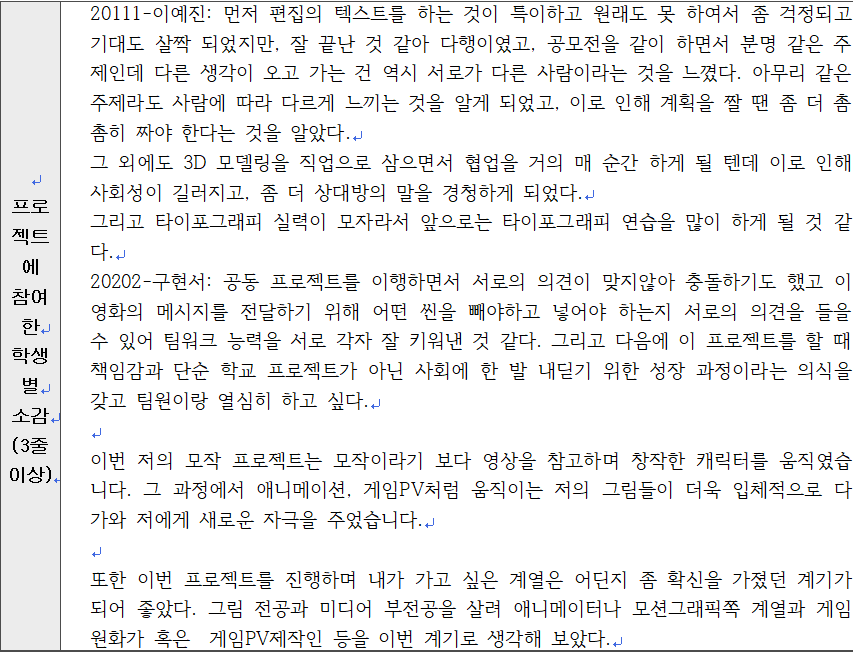 프로
젝트
에
참여
한
학생
별
소감
(3줄
이상)
20111-이예진: 먼저 편집의 텍스트를 하는 것이 특이하고 원래도 못 하여서 좀 걱정되고
기대도 살짝 되었지만, 잘 끝난 것 같아 다행이였고, 공모전을 같이 하면서 분명 같은 주
제인데 다른 생각이 오고 가는 건 역시 서로가 다른 사람이라는 것을 느꼈다. 아무리 같은
주제라도 사람에 따라 다르게 느끼는 것을 알게 되었고, 이로 인해 계획을 짤 땐 좀 더 촘
촘히 짜야 한다는 것을 알았다.
그 외에도 3D 모델링을 직업으로 삼으면서 협업을 거의 매 순간 하게 될 텐데 이로 인해
사회성이 길러지고, 좀 더 상대방의 말을 경청하게 되었다.
그리고 타이포그래피 실력이 모자라서 앞으로는 타이포그래피 연습을 많이 하게 될 것 같
다.
20202-구현서: 공동 프로젝트를 이행하면서 서로의 의견이 맞지않아 충돌하기도 했고 이
영화의 메시지를 전달하기 위해 어떤 씬을 빼야하고 넣어야 하는지 서로의 의견을 들을
수 있어 팀워크 능력을 서로 각자 잘 키워낸 것 같다. 그리고 다음에 이 프로젝트를 할 때
책임감과 단순 학교 프로젝트가 아닌 사회에 한 발 내딛기 위한 성장 과정이라는 의식을
갖고 팀원이랑 열심히 하고 싶다.
이번 저의 모작 프로젝트는 모작이라기 보다 영상을 참고하며 창작한 캐릭터를 움직였습
니다. 그 과정에서 애니메이션, 게임PV처럼 움직이는 저의 그림들이 더욱 입체적으로 다
가와 저에게 새로운 자극을 주었습니다.
또한 이번 프로젝트를 진행하며 내가 가고 싶은 계열은 어딘지 좀 확신을 가졌던 계기가
되어 좋았다. 그림 전공과 미디어 부전공을 살려 애니메이터나 모션그래픽쪽 계열과 게임
원화가 혹은 게임PV제작인 등을 이번 계기로 생각해 보았다.